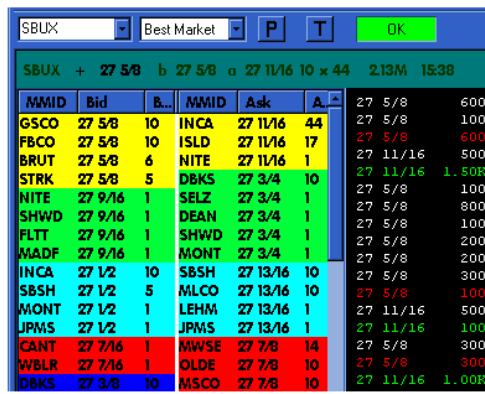 SBUX Best Market P T OK
SBUX + 27 5/8 b 27 5/8 a 27 11/16 10 x 44 2.13M 15:38
MMID Bid B... MMID Ask A...
GSCO 27 5/8 10 INCA 27 11/16 44
FBCO 27 5/8 10 ISLD 27 11/16 17
BRUT 27 5/8 6 NITE 27 11/16 1
STRK 27 5/8 5 DBKS 27 3/4 10
NITE 27 9/16 1 SELZ 27 3/4 1
SHWD 27 9/16 1 DEAN 27 3/4 1
FLTT 27 9/16 1 SHWD 27 3/4 1
MADF 27 9/16 1 MONT 27 3/4 1
INCA 27 1/2 10 SBSH 27 13/16 10
SBSH 27 1/2 5 MLCO 27 13/16 10
MONT 27 1/2 1 LEHM 27 13/16 1
JPMS 27 1/2 1 JPMS 27 13/16 1
CANT 27 7/16 1 MWSE 27 7/8 14
WBLR 27 7/16 1 OLDE 27 7/8 10
DBKS 27 3/8 10 MSCO 27 7/8 10
27 5/8 600
27 5/8 100
27 5/8 600
27 11/16 500
27 11/16 1.50K
27 5/8 100
27 5/8 800
27 5/8 100
27 5/8 200
27 5/8 200
27 5/8 300
27 5/8 100
27 11/16 500
27 11/16 100
27 5/8 300
27 5/8 300
27 11/16 1.00K